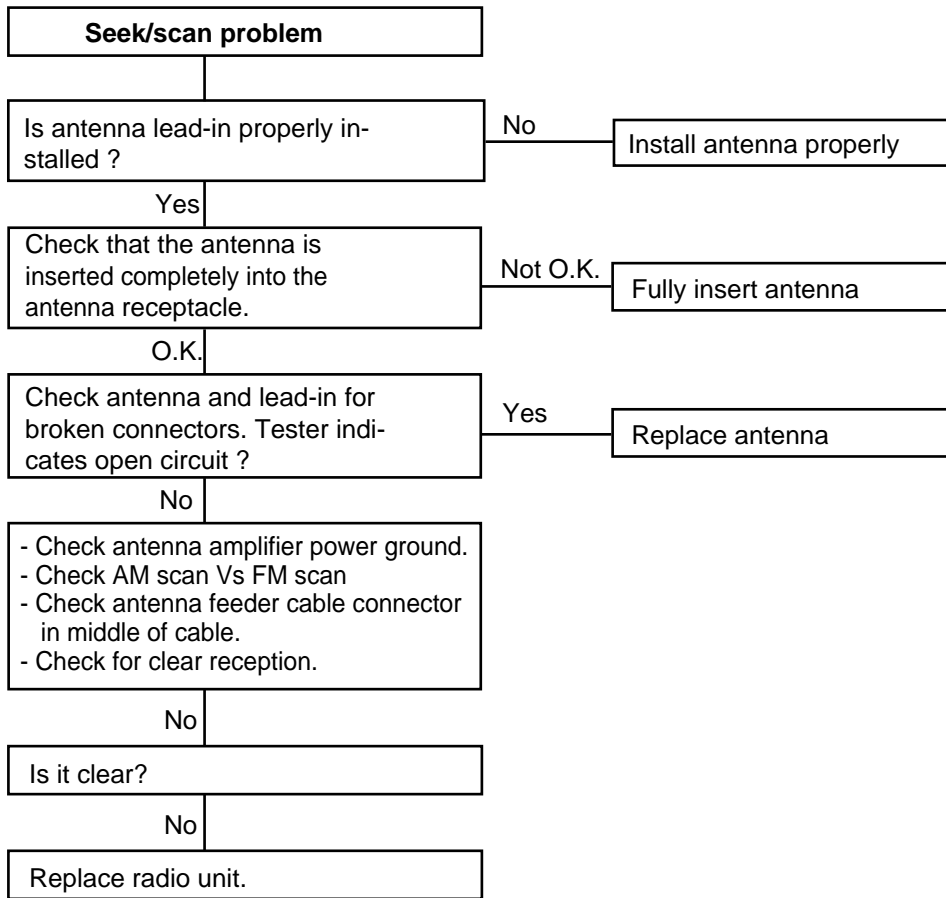 Seek/scan problem
Is antenna lead-in properly in-
stalled ?
No
Install antenna properly
Yes
Check that the antenna is
inserted completely into the
antenna receptacle.
Not O.K.
Fully insert antenna
O.K.
Check antenna and lead-in for
broken connectors. Tester indi-
cates open circuit ?
Yes
Replace antenna
No
- Check antenna amplifier power ground.
- Check AM scan Vs FM scan
- Check antenna feeder cable connector
in middle of cable.
- Check for clear reception.
No
Is it clear?
No
Replace radio unit.